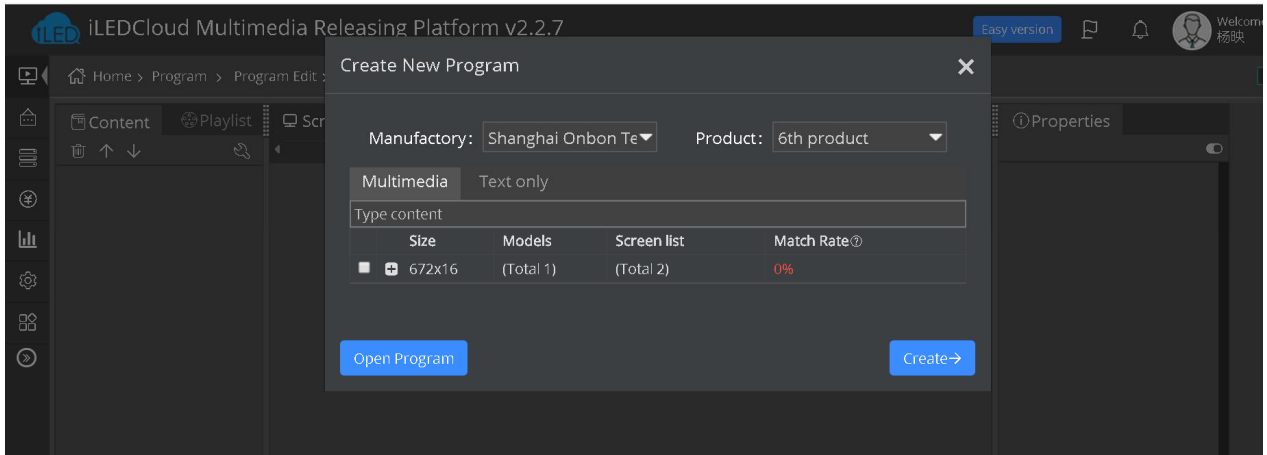 iLED iLEDCloud Multimedia Releasing Platform v2.2.7
Easy version
Welcome
杨映
Home > Program > Program Edit >
Create New Program
Content
Playlist
Scr
Properties
Manufactory: Shanghai Onbon Te
Product: 6th product
Multimedia Text only
Type content
Size Models Screen list Match Rate
672x16 (Total 1) (Total 2) 0%
Open Program
Create→